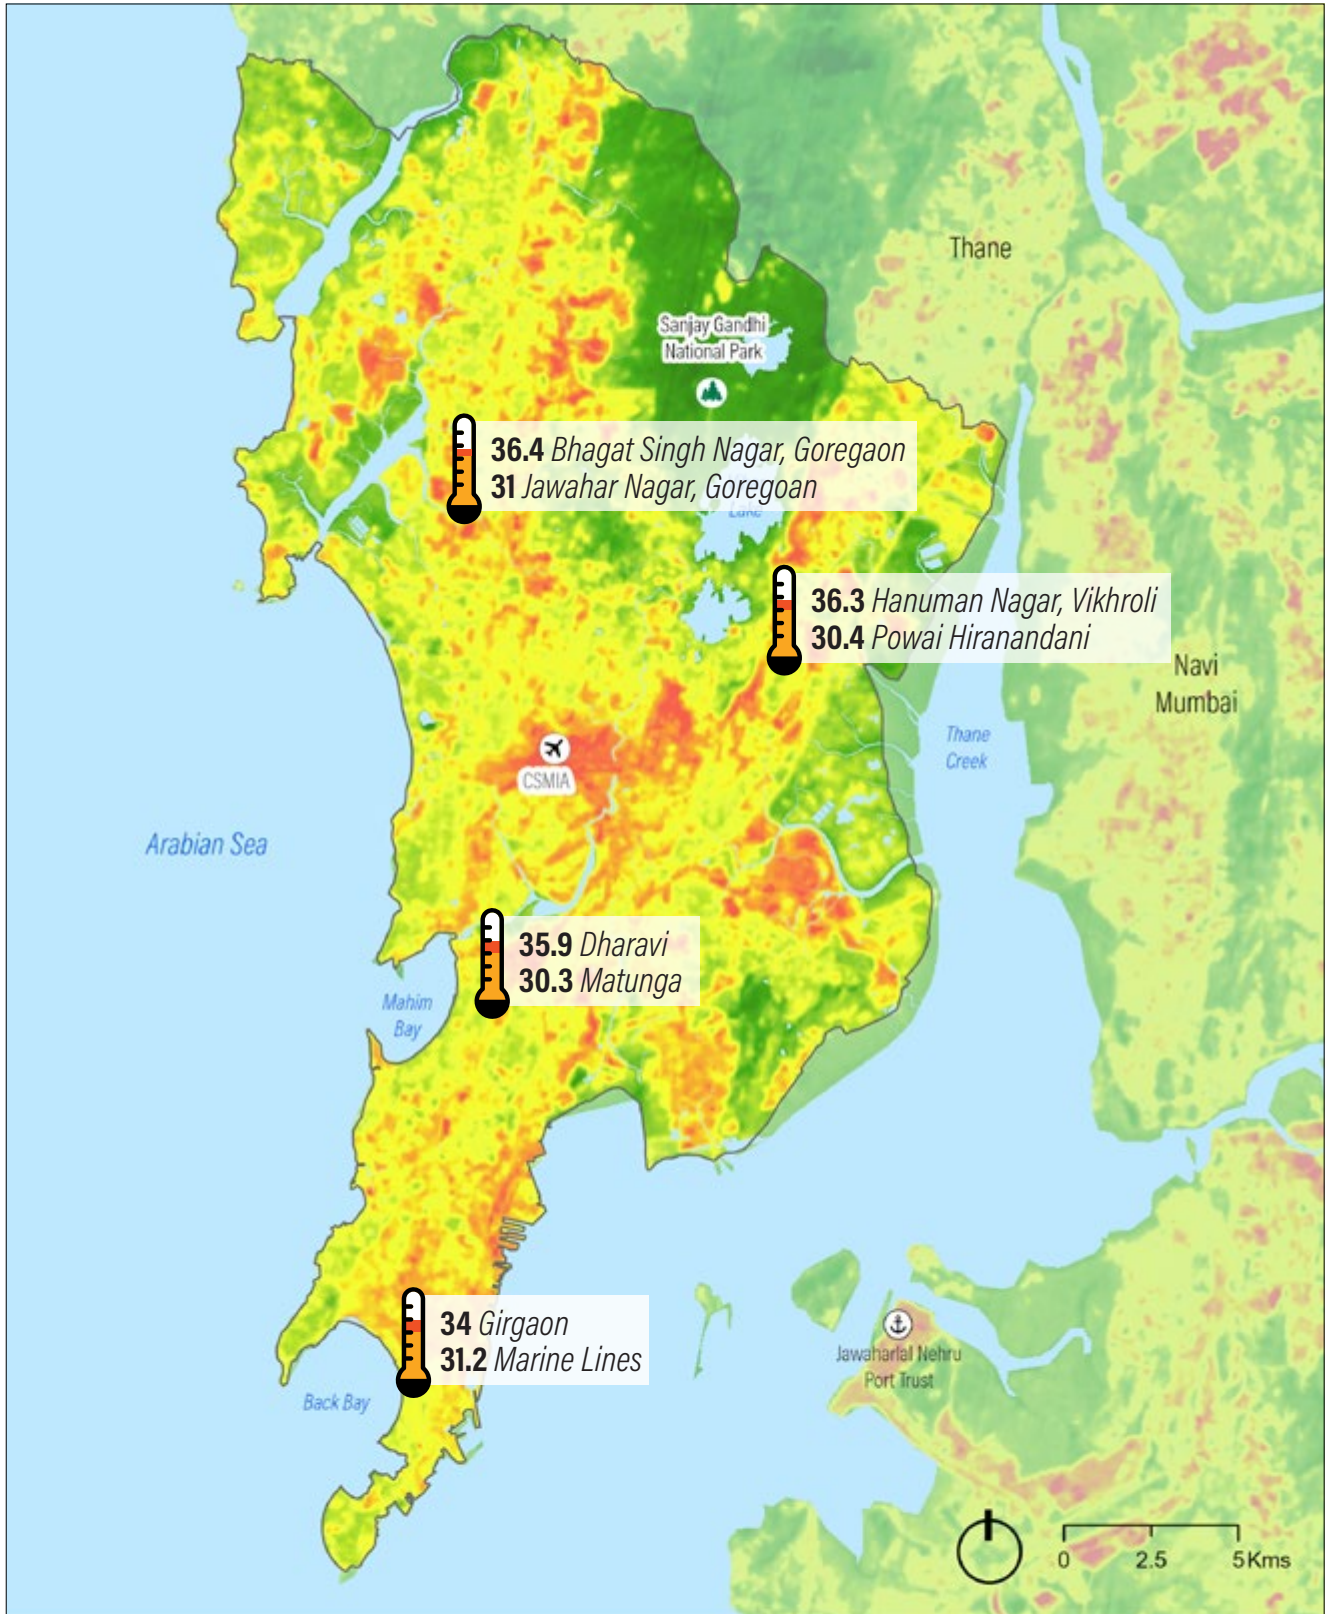 Thane
Sanjay Gandhi
National Park
36.4 Bhagat Singh Nagar, Goregaon
31 Jawahar Nagar, Goregoan
Lake
36.3 Hanuman Nagar, Vikhroli
30.4 Powai Hiranandani
Navi
Mumbai
Thane
Creek
CSMIA
Arabian Sea
35.9 Dharavi
30.3 Matunga
Mahim
Bay
34 Girgaon
31.2 Marine Lines
Jawaharlal Nehru
Port Trust
Back Bay
0 2.5 5Kms